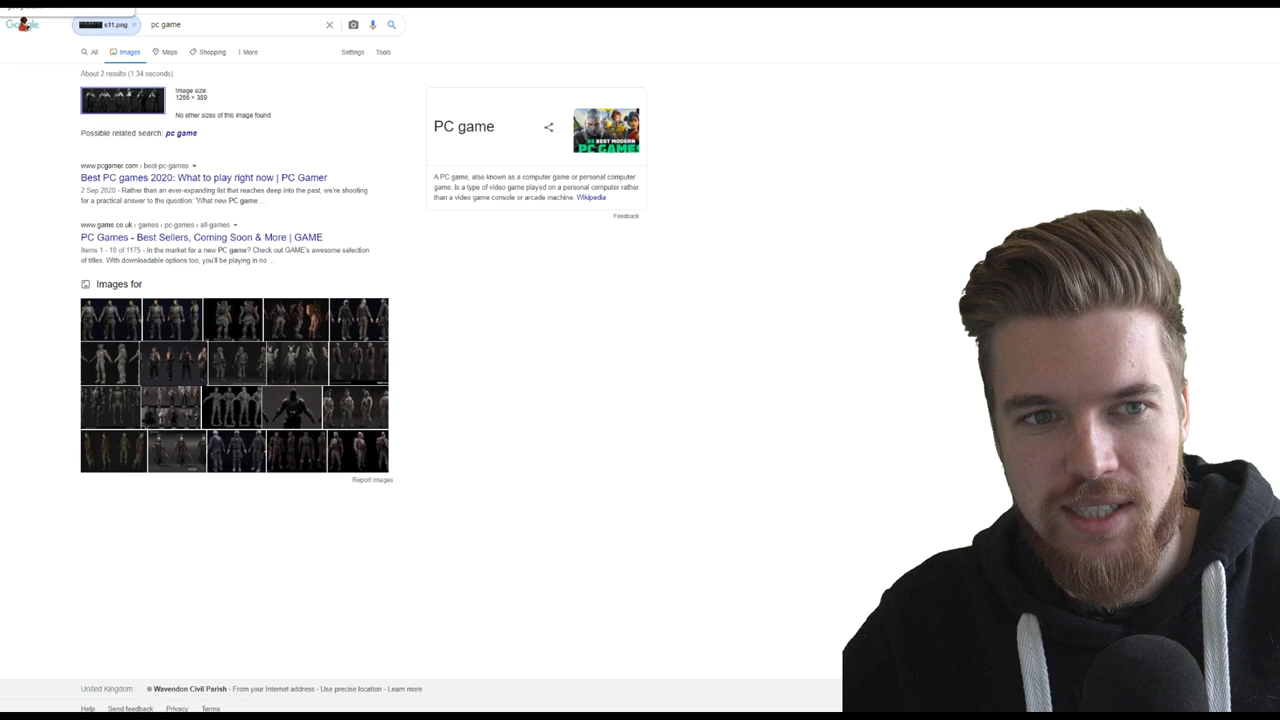 Google
s11.png × pc game
All Images Maps Shopping More Settings Tools
About 2 results (1.34 seconds)
Image size:
1266 × 389
No other sizes of this image found.
Possible related search: pc game
www.pcgamer.com › best-pc-games
Best PC games 2020: What to play right now | PC Gamer
2 Sep 2020 - Rather than an ever-expanding list that reaches deep into the past, we're shooting
for a practical answer to the question: 'What new PC game ...
www.game.co.uk › games › pc-games › all-games
PC Games - Best Sellers, Coming Soon & More | GAME
Items 1 - 10 of 1175 - In the market for a new PC game? Check out GAME's awesome selection
of titles. With downloadable options too, you'll be playing in no ...
Images for
Report images
PC game
BEST MODERN
PC GAMES
A PC game, also known as a computer game or personal computer
game, is a type of video game played on a personal computer rather
than a video game console or arcade machine. Wikipedia
Feedback
United Kingdom Wavendon Civil Parish - From your Internet address - Use precise location - Learn more
Help Send feedback Privacy Terms